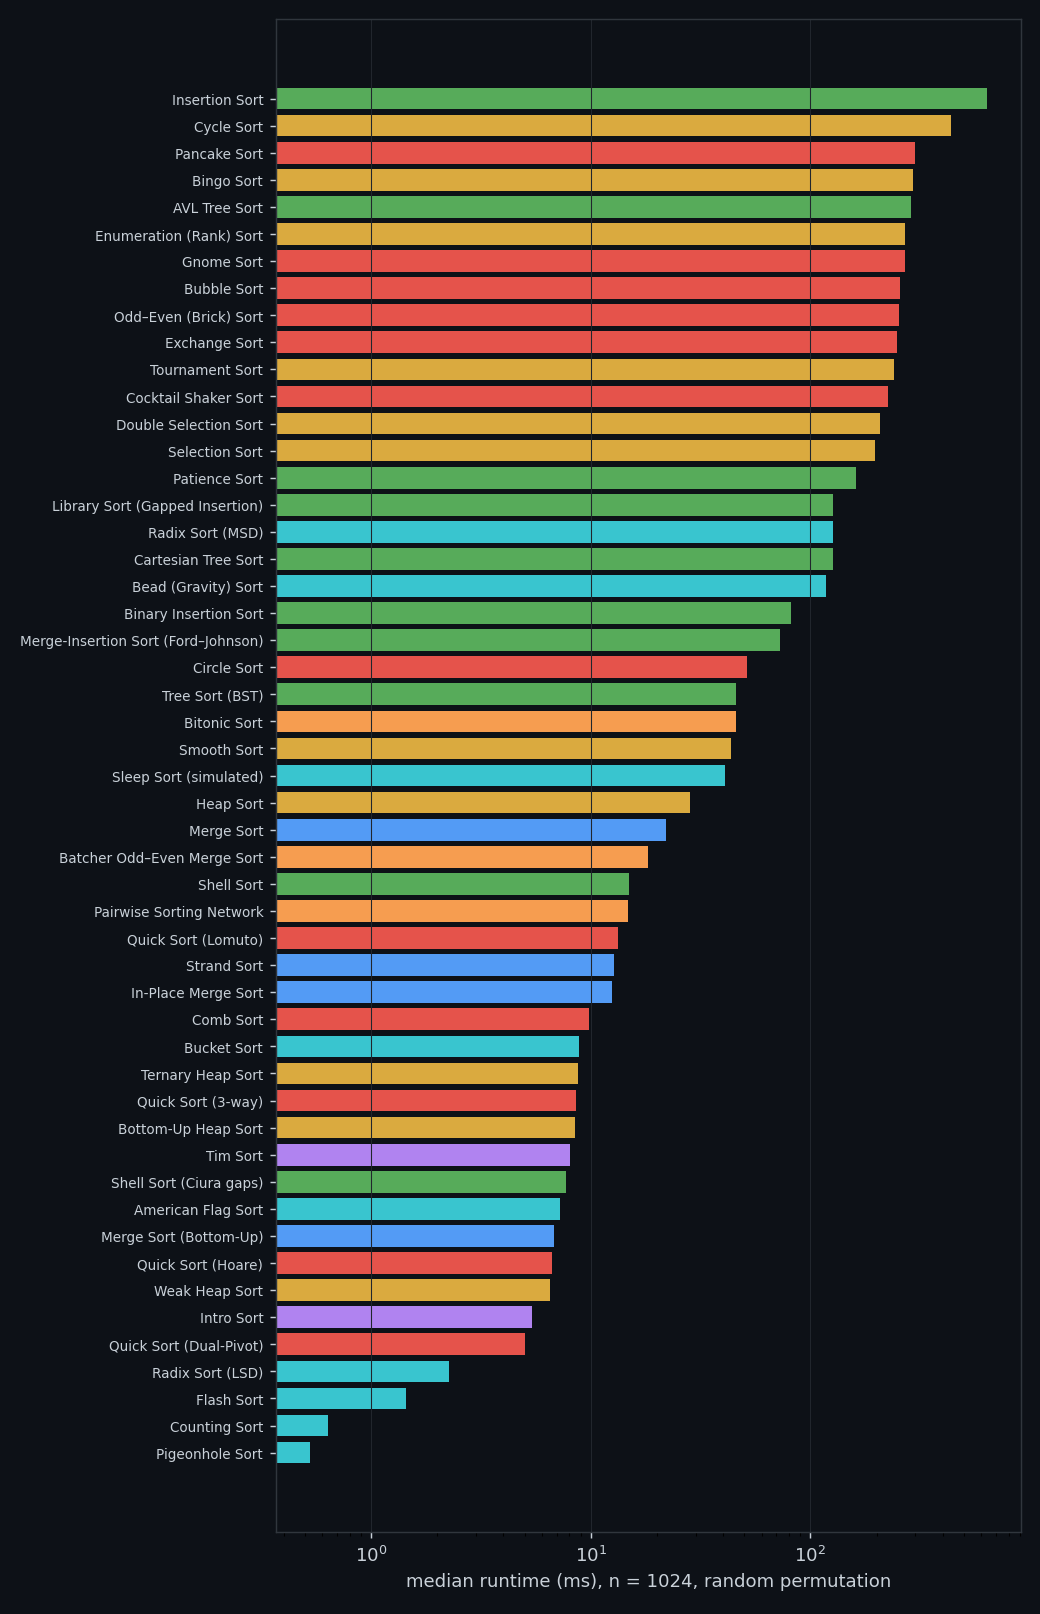 Insertion Sort
Cycle Sort
Pancake Sort
Bingo Sort
AVL Tree Sort
Enumeration (Rank) Sort
Gnome Sort
Bubble Sort
Odd–Even (Brick) Sort
Exchange Sort
Tournament Sort
Cocktail Shaker Sort
Double Selection Sort
Selection Sort
Patience Sort
Library Sort (Gapped Insertion)
Radix Sort (MSD)
Cartesian Tree Sort
Bead (Gravity) Sort
Binary Insertion Sort
Merge-Insertion Sort (Ford–Johnson)
Circle Sort
Tree Sort (BST)
Bitonic Sort
Smooth Sort
Sleep Sort (simulated)
Heap Sort
Merge Sort
Batcher Odd–Even Merge Sort
Shell Sort
Pairwise Sorting Network
Quick Sort (Lomuto)
Strand Sort
In-Place Merge Sort
Comb Sort
Bucket Sort
Ternary Heap Sort
Quick Sort (3-way)
Bottom-Up Heap Sort
Tim Sort
Shell Sort (Ciura gaps)
American Flag Sort
Merge Sort (Bottom-Up)
Quick Sort (Hoare)
Weak Heap Sort
Intro Sort
Quick Sort (Dual-Pivot)
Radix Sort (LSD)
Flash Sort
Counting Sort
Pigeonhole Sort
10⁰ 10¹ 10²
median runtime (ms), n = 1024, random permutation